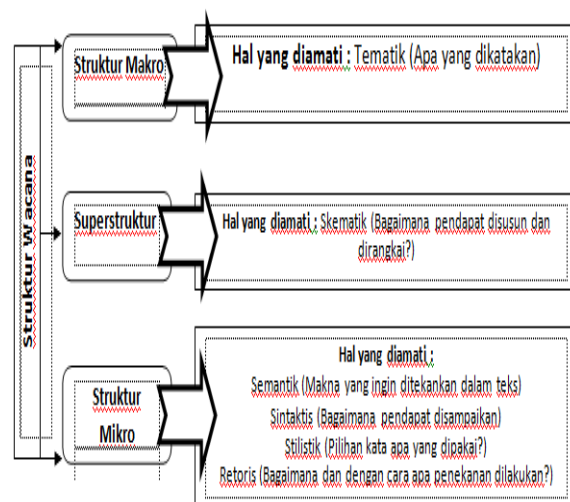 Struktur Wacana
Struktur Makro
Hal yang diamati : Tematik (Apa yang dikatakan)
Superstruktur
Hal yang diamati : Skematik (Bagaimana pendapat disusun dan
dirangkai?)
Struktur
Mikro
Hal yang diamati :
Semantik (Makna yang ingin ditekankan dalam teks)
Sintaktis (Bagaimana pendapat disampaikan)
Stilistik (Pilihan kata apa yang dipakai?)
Retoris (Bagaimana dan dengan cara apa penekanan dilakukan?)